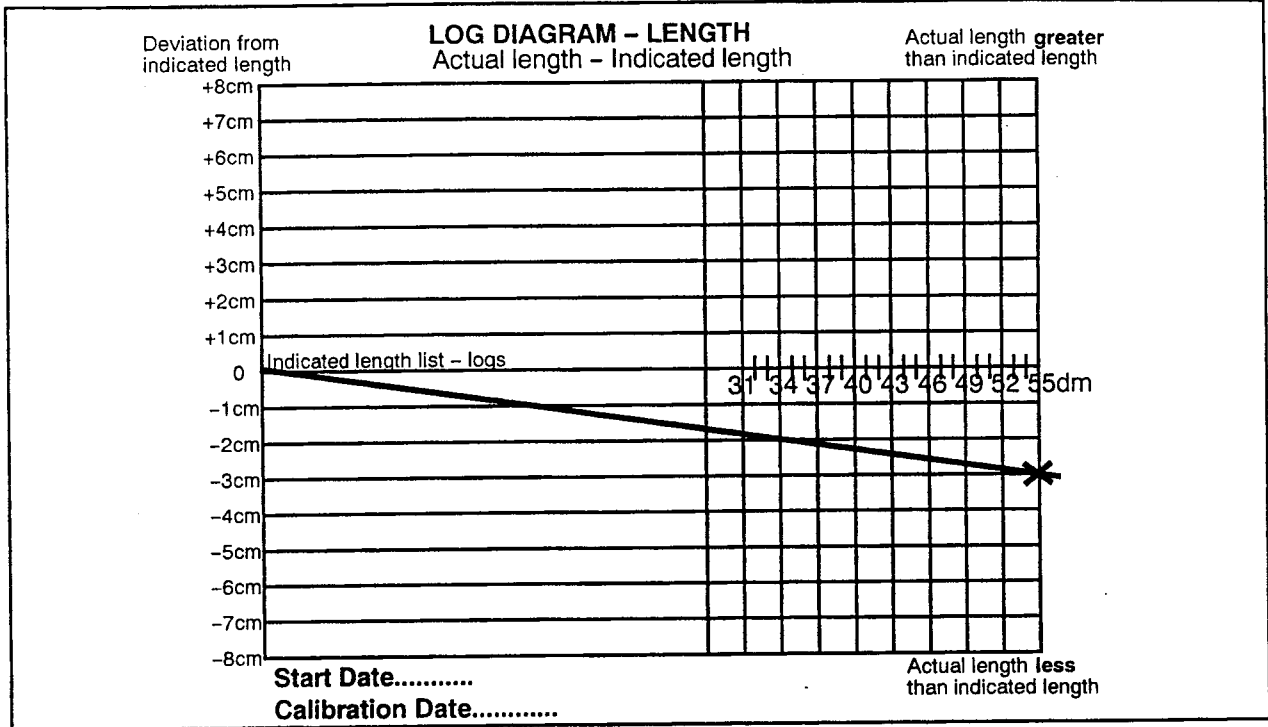 LOG DIAGRAM – LENGTH
Actual length – Indicated length
Deviation from
indicated length
Actual length greater
than indicated length
+8cm
+7cm
+6cm
+5cm
+4cm
+3cm
+2cm
+1cm
Indicated length list – logs
0
31 34 37 40 43 46 49 52 55dm
−1cm
−2cm
−3cm
−4cm
−5cm
−6cm
−7cm
−8cm
Actual length less
than indicated length
Start Date...........
Calibration Date............